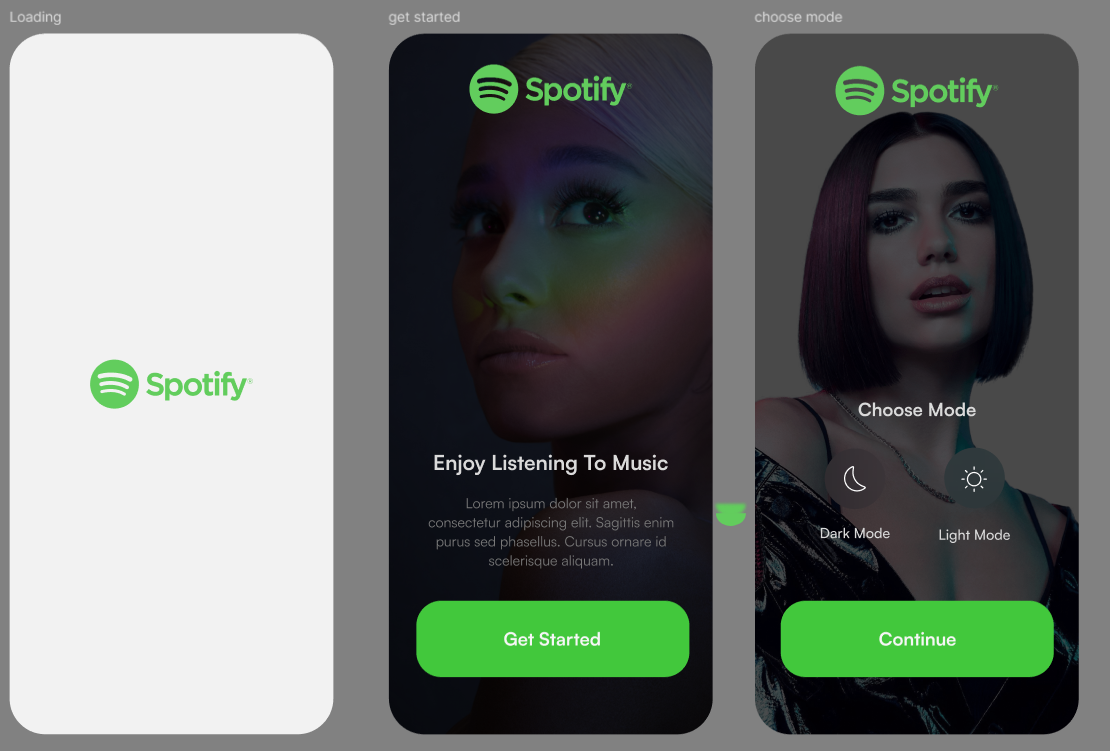 Loading
get started
choose mode
Spotify®
Spotify®
Spotify®
Enjoy Listening To Music
Lorem ipsum dolor sit amet,
consectetur adipiscing elit. Sagittis enim
purus sed phasellus. Cursus ornare id
scelerisque aliquam.
Get Started
Choose Mode
Dark Mode
Light Mode
Continue